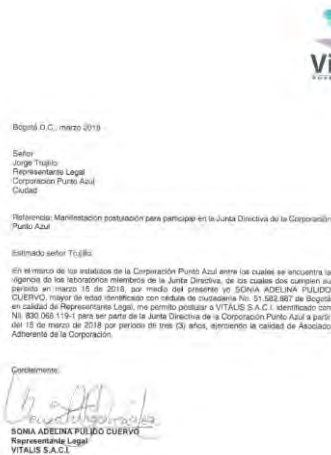 Vi
Bogotá D.C., marzo 2018
Señor
Jorge Trujillo
Representante Legal
Corporación Punto Azul
Ciudad
Referencia: Manifestación postulación para participar en la Junta Directiva de la Corporación
Punto Azul
Estimado señor Trujillo
En el marco de los estatutos de la Corporación Punto Azul entre los cuales se encuentra la
vigencia de los laboratorios miembros de la Junta Directiva, de los cuales dos cumplen su
periodo en marzo 15 de 2018, por medio del presente yo SONIA ADELINA PULIDO
CUERVO, mayor de edad identificado con cédula de ciudadanía No. 51.582.887 de Bogotá
en calidad de Representante Legal, me permito postular a VITALIS S.A.C.I. identificado con
Nit. 830.068.119-1 para ser parte de la Junta Directiva de la Corporación Punto Azul a partir
del 15 de marzo de 2018 por periodo de tres (3) años, ejerciendo la calidad de Asociado
Adherente de la Corporación.
Cordialmente,
SONIA ADELINA PULIDO CUERVO
Representante Legal
VITALIS S.A.C.I.